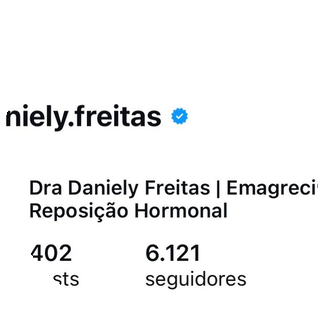 niely.freitas
Dra Daniely Freitas | Emagreci
Reposição Hormonal
402 6.121
sts seguidores